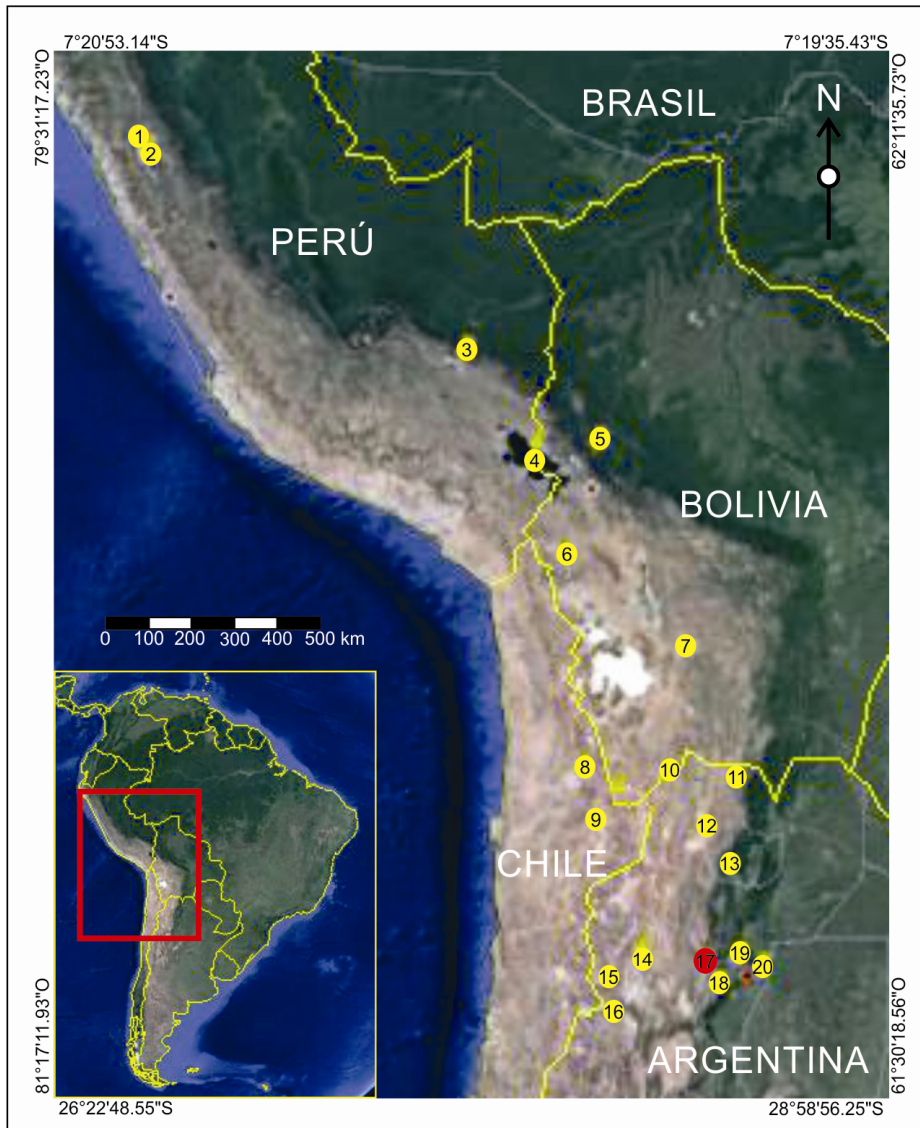 7°20'53.14"S
7°19'35.43"S
79°31'17.23"O
62°11'35.73"O
BRASIL
N
1
2
PERÚ
3
5
4
BOLIVIA
6
0 100 200 300 400 500 km
7
8
10
11
9
12
CHILE
13
14
17
19
20
15
18
16
ARGENTINA
81°17'11.93"O
61°30'18.56"O
26°22'48.55"S
28°58'56.25"S